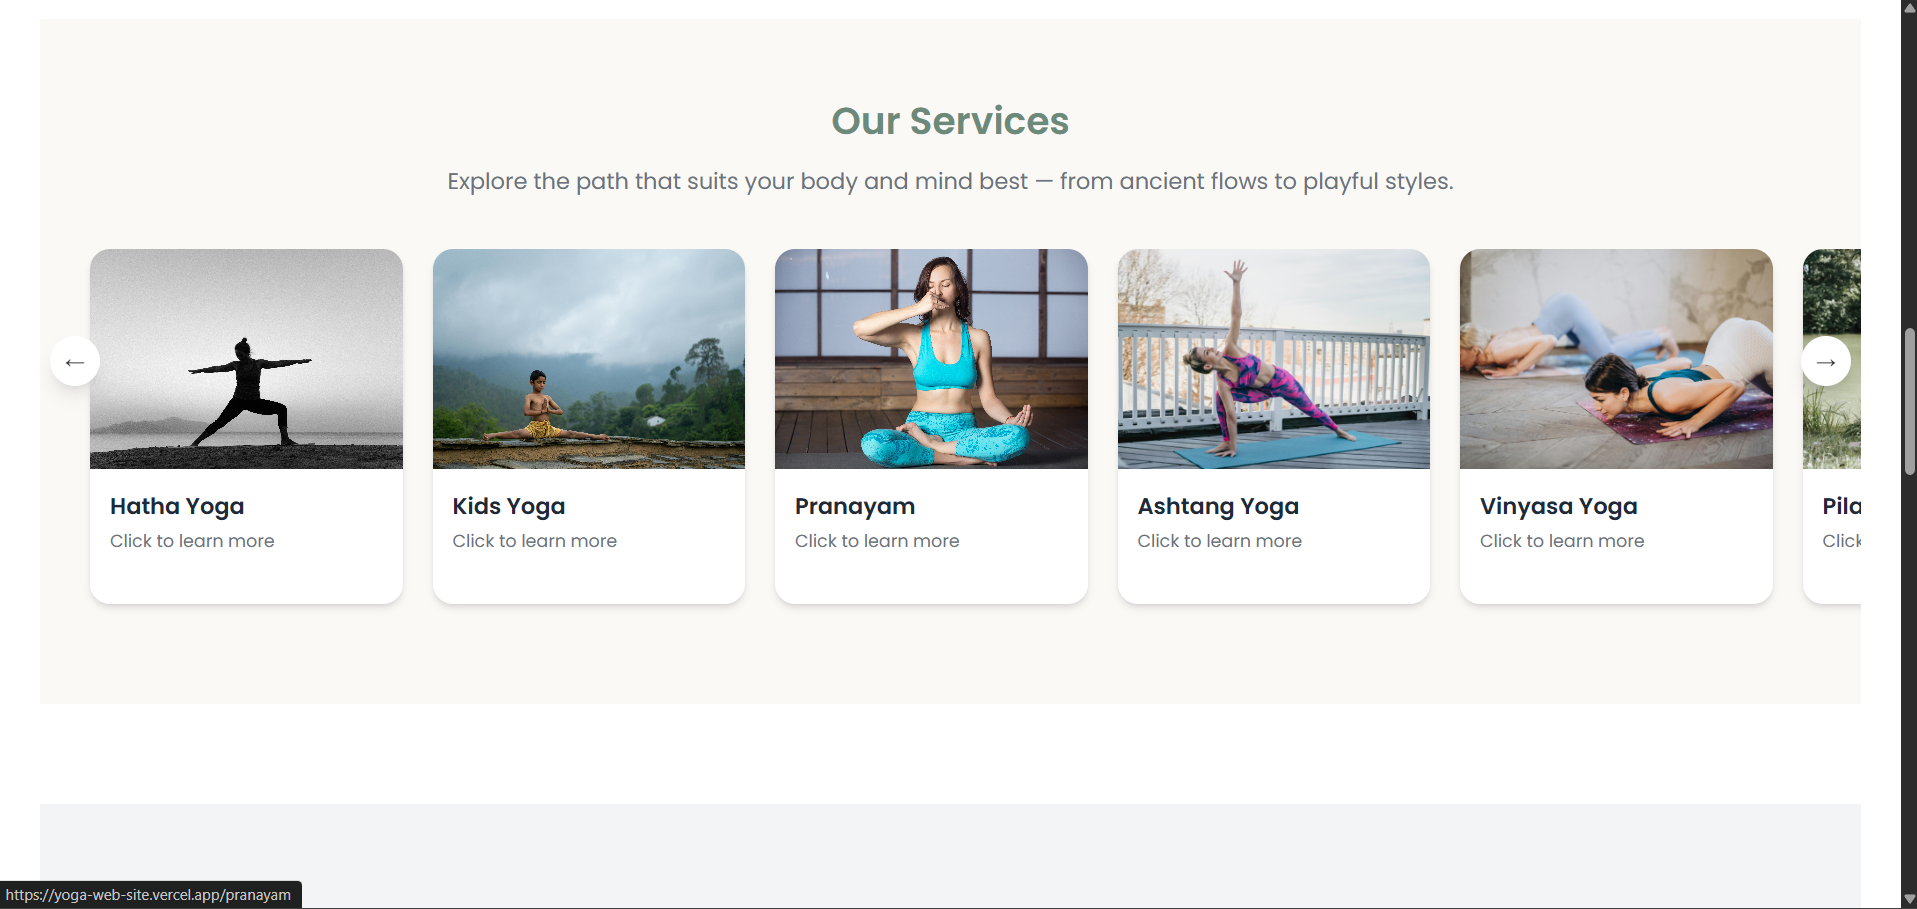 Our Services
Explore the path that suits your body and mind best — from ancient flows to playful styles.
←
→
Hatha Yoga
Click to learn more
Kids Yoga
Click to learn more
Pranayam
Click to learn more
Ashtang Yoga
Click to learn more
Vinyasa Yoga
Click to learn more
Pila
Click
https://yoga-web-site.vercel.app/pranayam